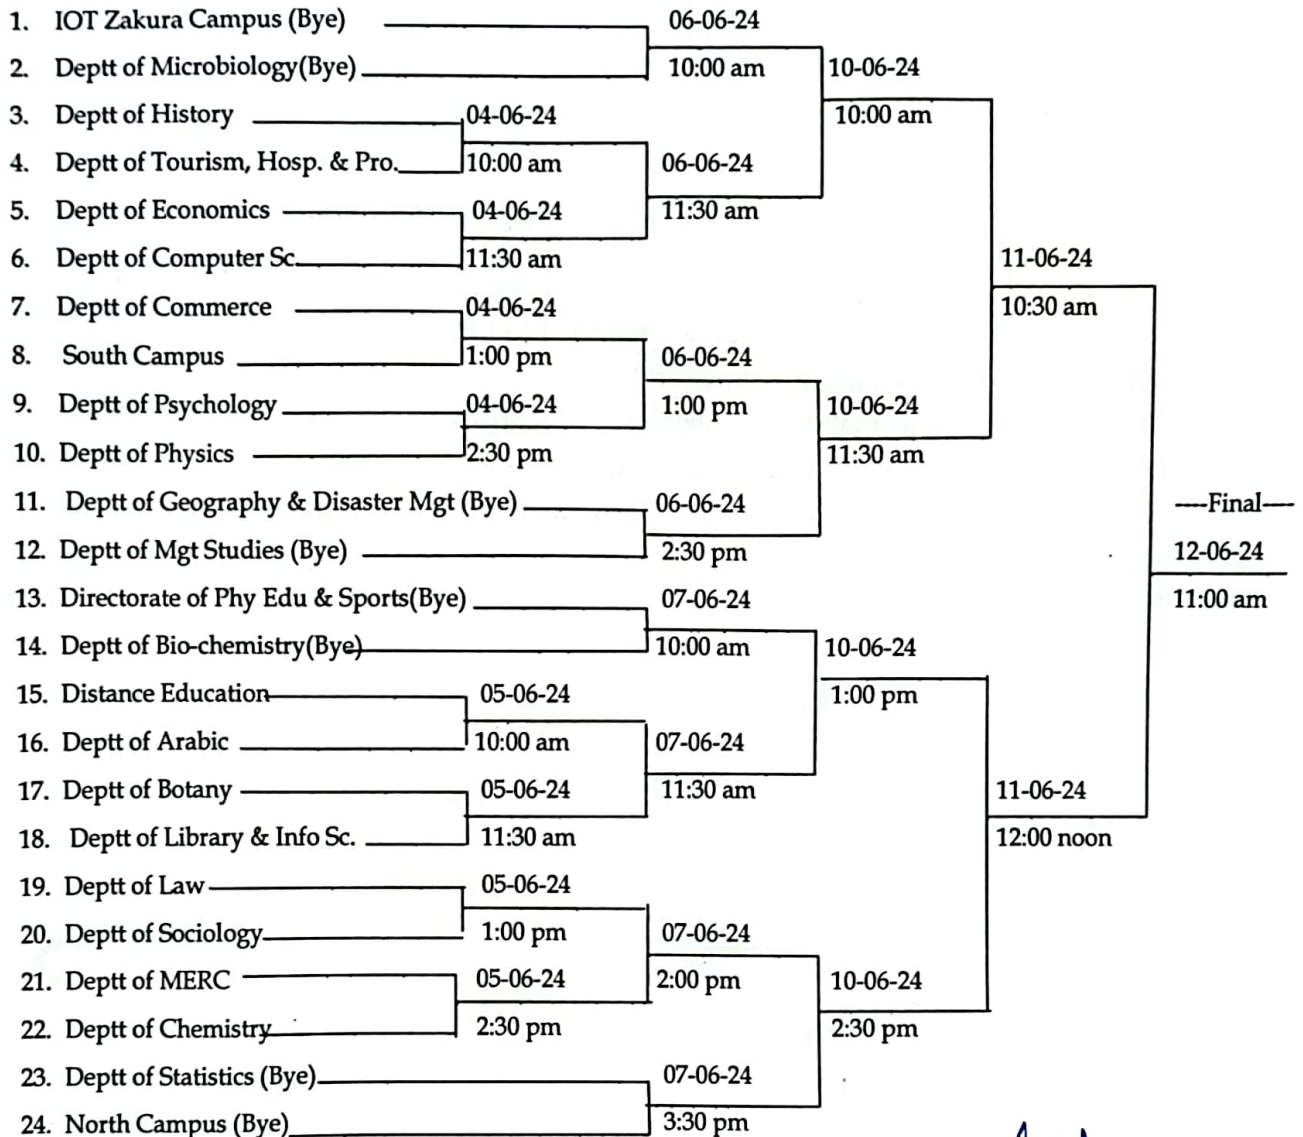 1. IOT Zakura Campus (Bye) 06-06-24
2. Deptt of Microbiology(Bye) 10:00 am 10-06-24
3. Deptt of History 04-06-24 10:00 am
4. Deptt of Tourism, Hosp. & Pro. 10:00 am 06-06-24
5. Deptt of Economics 04-06-24 11:30 am
6. Deptt of Computer Sc. 11:30 am 11-06-24
7. Deptt of Commerce 04-06-24 10:30 am
8. South Campus 1:00 pm 06-06-24
9. Deptt of Psychology 04-06-24 1:00 pm 10-06-24
10. Deptt of Physics 2:30 pm 11:30 am
11. Deptt of Geography & Disaster Mgt (Bye) 06-06-24 ----Final----
12. Deptt of Mgt Studies (Bye) 2:30 pm 12-06-24
13. Directorate of Phy Edu & Sports(Bye) 07-06-24 11:00 am
14. Deptt of Bio-chemistry(Bye) 10:00 am 10-06-24
15. Distance Education 05-06-24 1:00 pm
16. Deptt of Arabic 10:00 am 07-06-24
17. Deptt of Botany 05-06-24 11:30 am 11-06-24
18. Deptt of Library & Info Sc. 11:30 am 12:00 noon
19. Deptt of Law 05-06-24
20. Deptt of Sociology 1:00 pm 07-06-24
21. Deptt of MERC 05-06-24 2:00 pm 10-06-24
22. Deptt of Chemistry 2:30 pm 2:30 pm
23. Deptt of Statistics (Bye) 07-06-24
24. North Campus (Bye) 3:30 pm